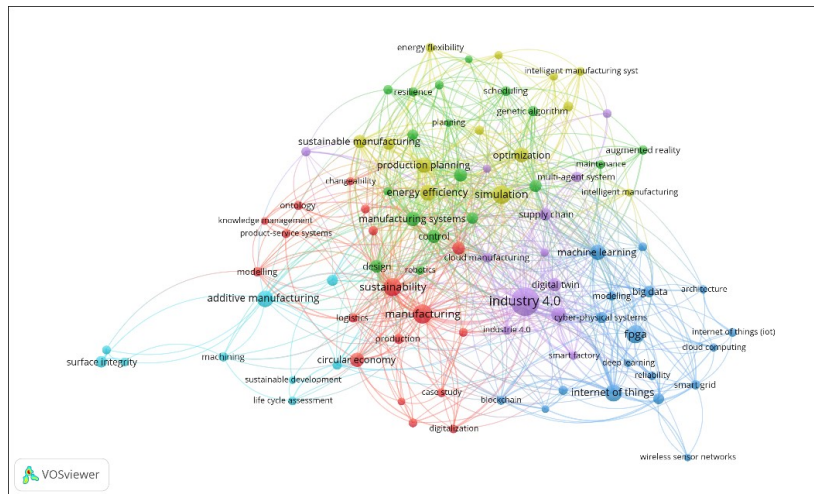 energy flexibility
intelligent manufacturing syst
resilience
scheduling
genetic algorithm
planning
sustainable manufacturing
augmented reality
optimization
production planning
maintenance
multi-agent system
changeability
energy efficiency
simulation
intelligent manufacturing
ontology
knowledge management
manufacturing systems
supply chain
product-service systems
control
machine learning
cloud manufacturing
design
robotics
modelling
sustainability
digital twin
big data
architecture
modeling
additive manufacturing
industry 4.0
manufacturing
logistics
cyber-physical systems
industrie 4.0
fpga
internet of things (iot)
production
cloud computing
smart factory
machining
surface integrity
circular economy
deep learning
reliability
sustainable development
smart grid
case study
internet of things
life cycle assessment
blockchain
digitalization
wireless sensor networks
VOSviewer